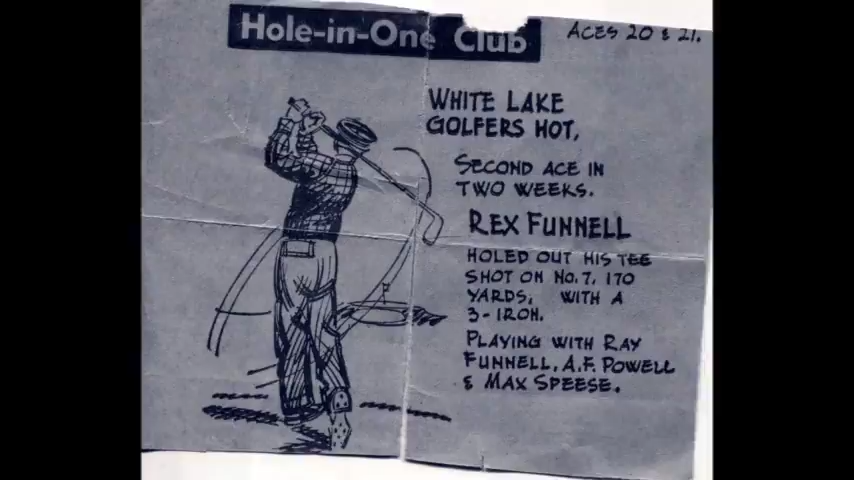 Hole-in-One Club
ACES 20 & 21.
WHITE LAKE
GOLFERS HOT,
SECOND ACE IN
TWO WEEKS.
REX FUNNELL
HOLED OUT HIS TEE
SHOT ON NO. 7, 170
YARDS, WITH A
3-IRON.
PLAYING WITH RAY
FUNNELL, A.F. POWELL
& MAX SPEESE.